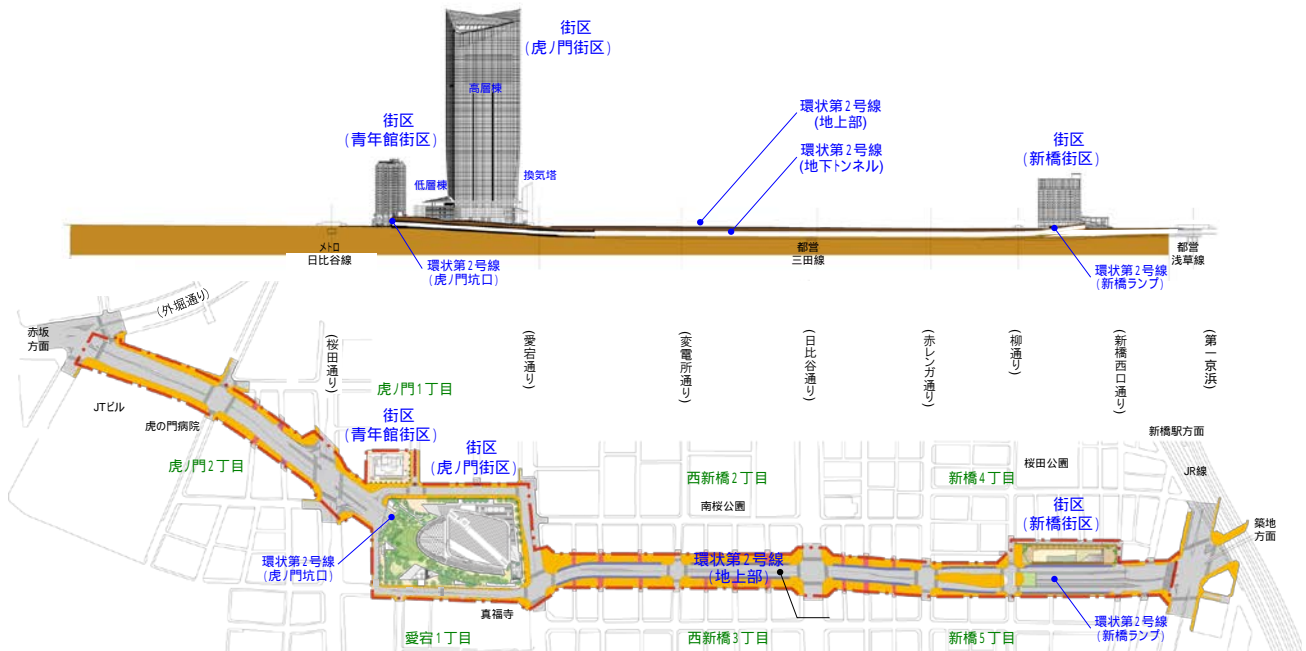 街区
(虎ノ門街区)
高層棟
街区
(青年館街区)
低層棟
換気塔
環状第2号線
(地上部)
環状第2号線
(地下トンネル)
街区
(新橋街区)
メトロ
日比谷線
環状第2号線
(虎ノ門坑口)
都営
三田線
環状第2号線
(新橋ランプ)
都営
浅草線
赤坂
方面
(外堀通り)
(桜田通り)
(愛宕通り)
(変電所通り)
(日比谷通り)
(赤レンガ通り)
(柳通り)
(新橋西口通り)
(第一京浜)
JTビル
虎の門病院
虎ノ門1丁目
虎ノ門2丁目
街区
(青年館街区)
街区
(虎ノ門街区)
西新橋2丁目
南桜公園
新橋4丁目
桜田公園
新橋駅方面
JR線
街区
(新橋街区)
築地
方面
環状第2号線
(虎ノ門坑口)
環状第2号線
(地上部)
真福寺
愛宕1丁目
西新橋3丁目
新橋5丁目
環状第2号線
(新橋ランプ)